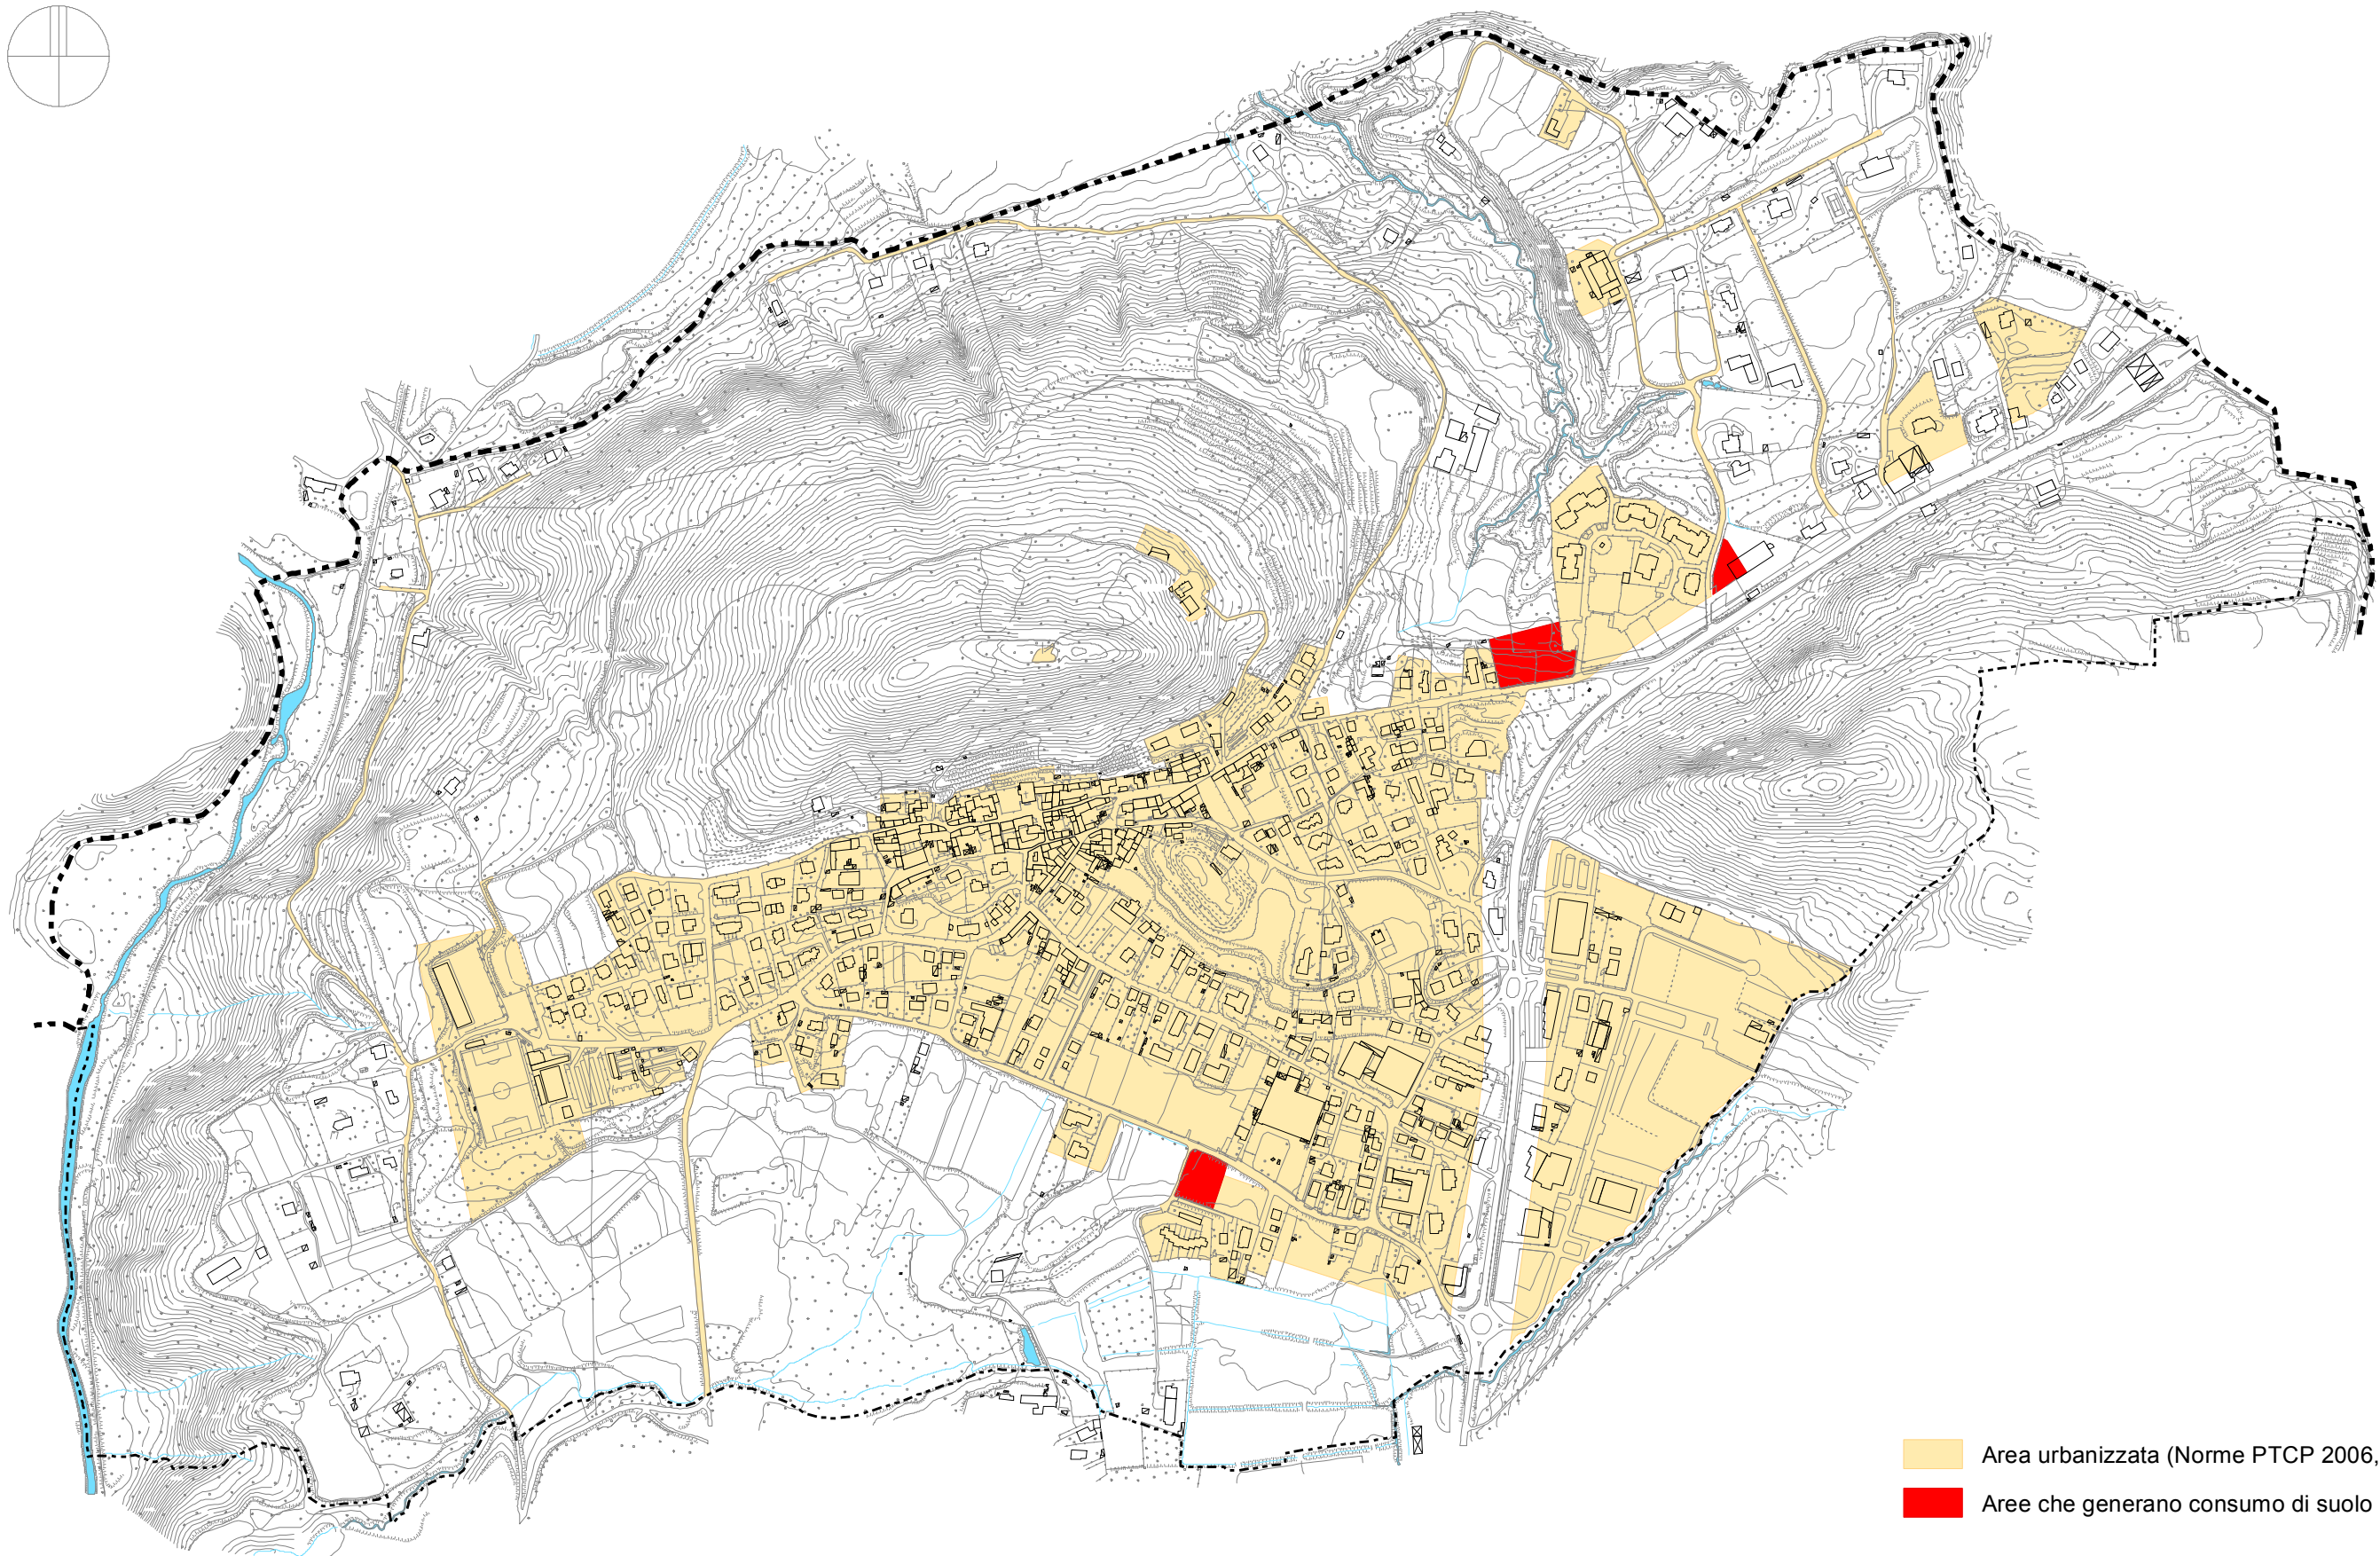 Area urbanizzata (Norme PTCP 2006,
Aree che generano consumo di suolo